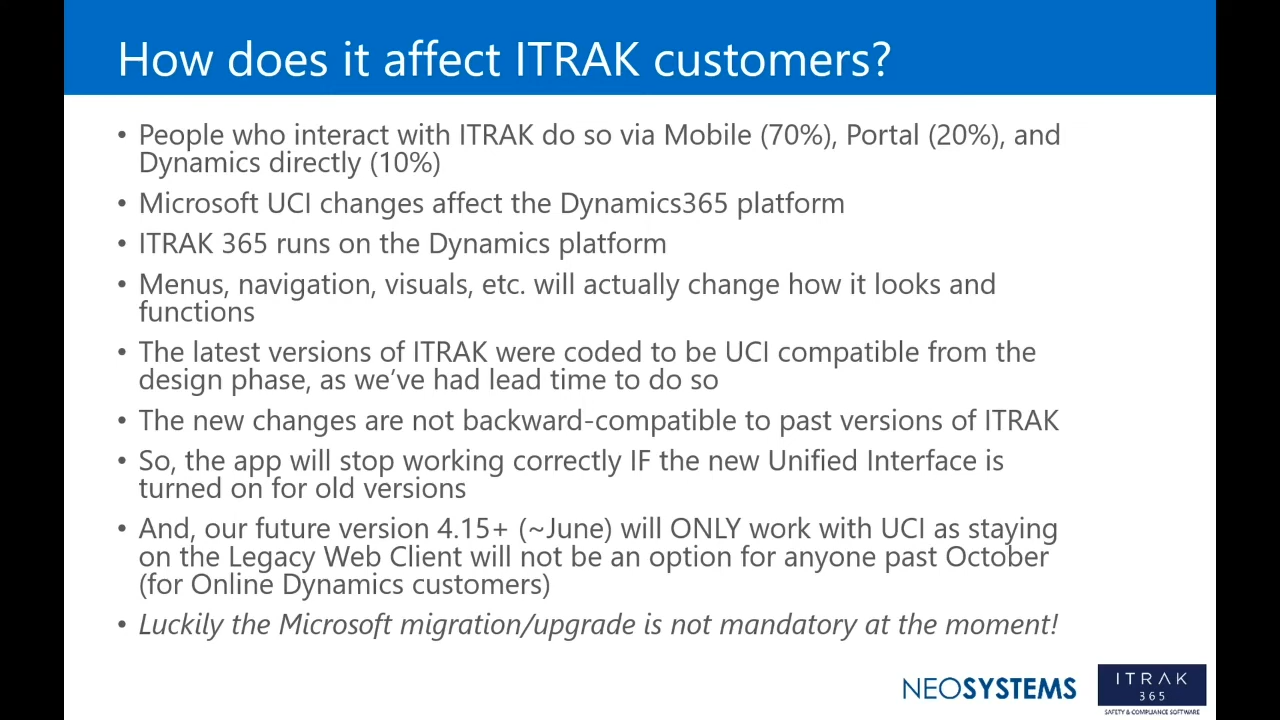 How does it affect ITRAK customers?
• People who interact with ITRAK do so via Mobile (70%), Portal (20%), and
Dynamics directly (10%)
• Microsoft UCI changes affect the Dynamics365 platform
• ITRAK 365 runs on the Dynamics platform
• Menus, navigation, visuals, etc. will actually change how it looks and
functions
• The latest versions of ITRAK were coded to be UCI compatible from the
design phase, as we’ve had lead time to do so
• The new changes are not backward-compatible to past versions of ITRAK
• So, the app will stop working correctly IF the new Unified Interface is
turned on for old versions
• And, our future version 4.15+ (~June) will ONLY work with UCI as staying
on the Legacy Web Client will not be an option for anyone past October
(for Online Dynamics customers)
• Luckily the Microsoft migration/upgrade is not mandatory at the moment!
NEOSYSTEMS
ITRAK
365
SAFETY & COMPLIANCE SOFTWARE